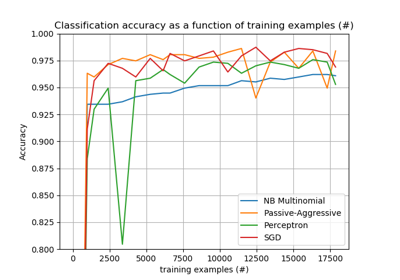 Classification accuracy as a function of training examples (#)
1.000
0.975
0.950
0.925
0.900
0.875
0.850
0.825
0.800
Accuracy
NB Multinomial
Passive-Aggressive
Perceptron
SGD
0 2500 5000 7500 10000 12500 15000 17500
training examples (#)